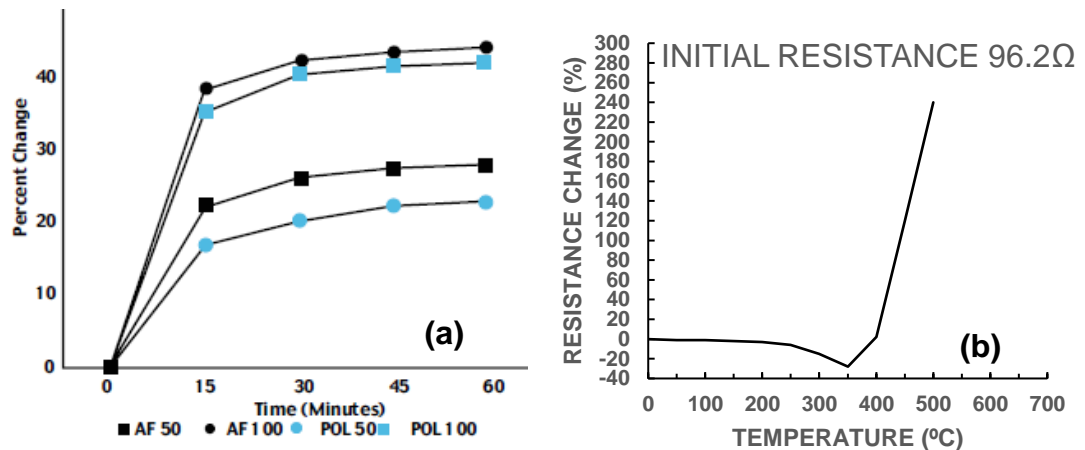 Percent Change
40
30
20
10
0
0 15 30 45 60
Time (Minutes)
AF 50 AF 100 POL 50 POL 100
(a)
INITIAL RESISTANCE 96.2Ω
RESISTANCE CHANGE (%)
300
280
260
240
220
200
180
160
140
120
100
80
60
40
20
0
-20
-40
0 100 200 300 400 500 600 700
TEMPERATURE (ºC)
(b)